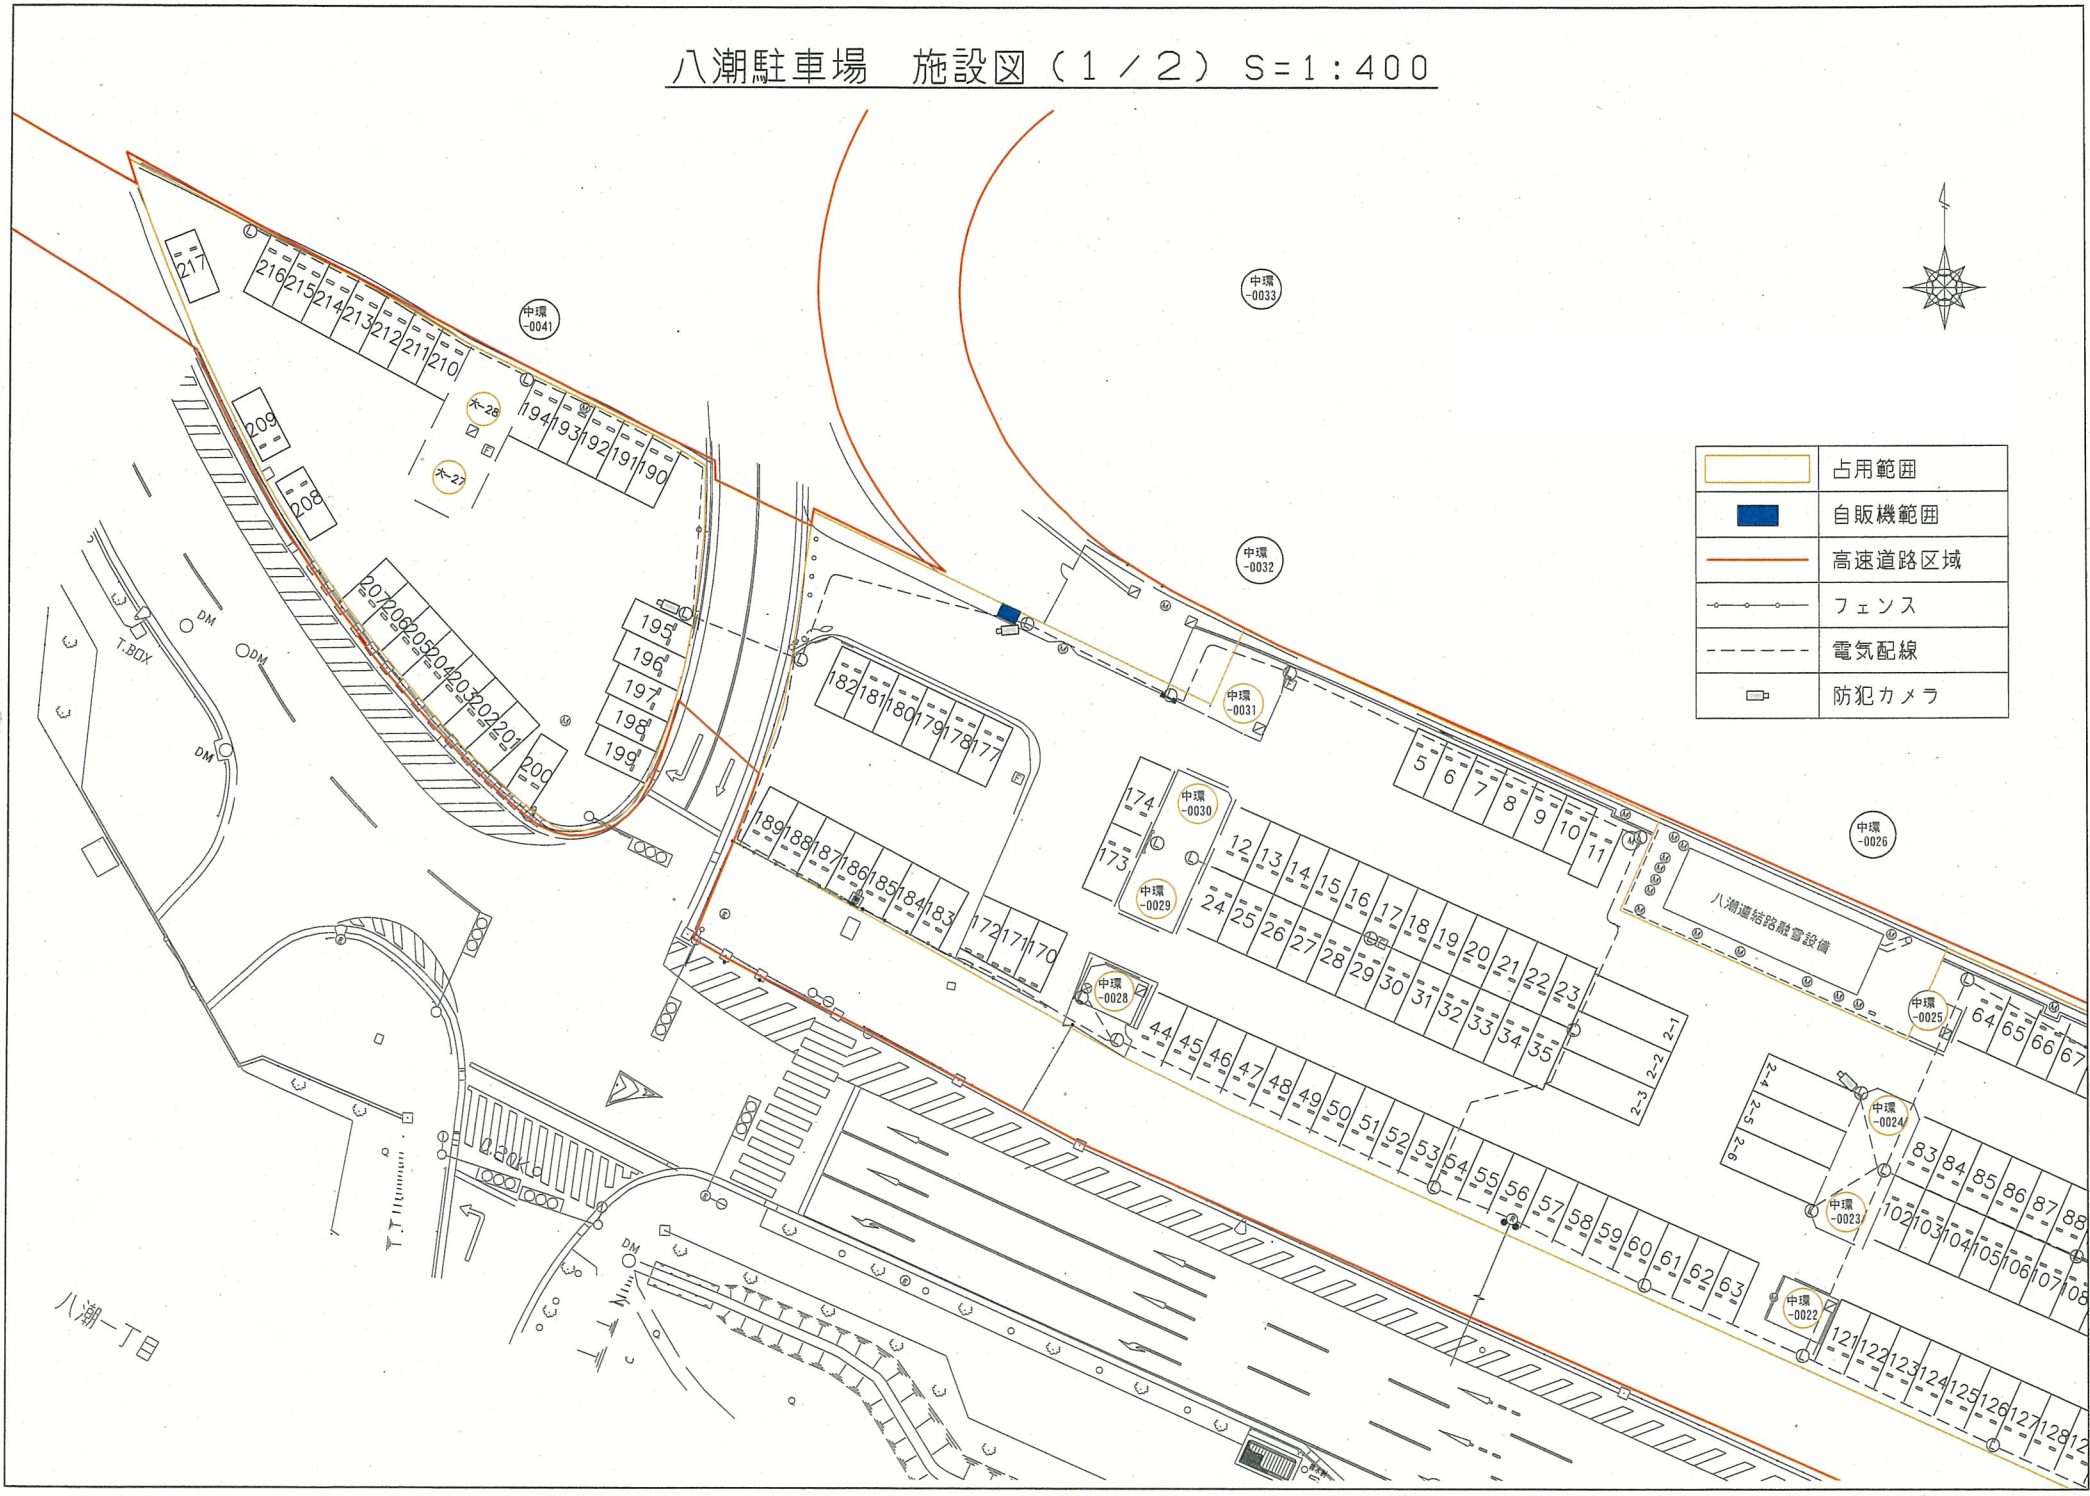 八潮駐車場　施設図（１／２）S=1:400
占用範囲
自販機範囲
高速道路区域
フェンス
電気配線
防犯カメラ
中環
-0041
中環
-0033
中環
-0032
中環
-0031
中環
-0030
中環
-0029
中環
-0028
中環
-0026
中環
-0025
中環
-0024
中環
-0023
中環
-0022
大-28
大-27
217
216 215 214 213 212 211 210
194 193 192 191 190
209
208
207 206 205 204 203 202 201
200
195
196
197
198
199
182 181 180 179 178 177
189 188 187 186 185 184 183
172 171 170
174
173
5 6 7 8 9 10 11
12 13 14 15 16 17 18 19 20 21 22 23
24 25 26 27 28 29 30 31 32 33 34 35
2-1
2-2
2-3
2-4
2-5
2-6
44 45 46 47 48 49 50 51 52 53 54 55 56 57 58 59 60 61 62 63
八潮連結路融雪設備
64 65 66 67
83 84 85 86 87 88
102 103 104 105 106 107 108
121 122 123 124 125 126 127 128 12
DM
DM
T.BOX
DM
DM
T.T
八潮一丁目